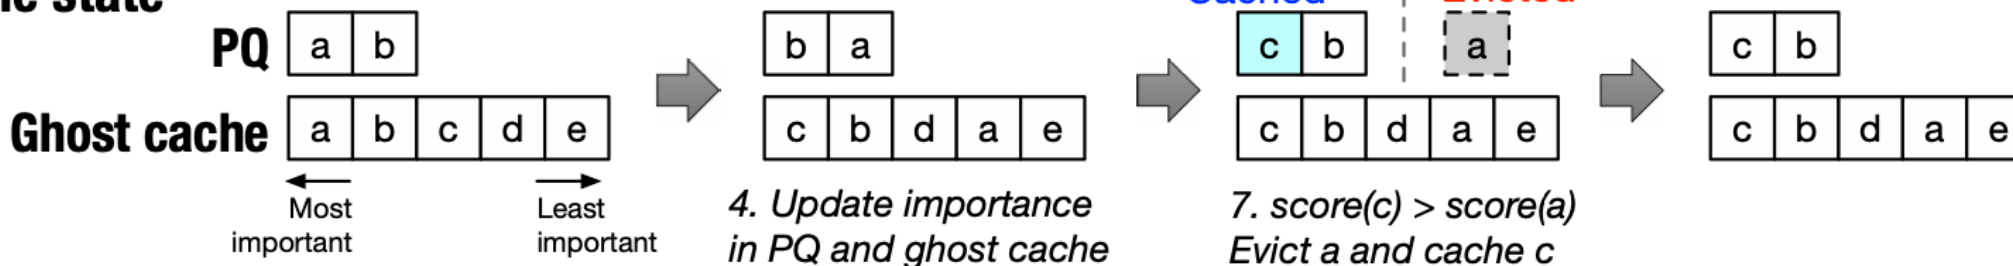 PQ a b b a c b a c b
Ghost cache a b c d e c b d a e c b d a e c b d a e
Most important
Least important
4. Update importance
in PQ and ghost cache
7. score(c) > score(a)
Evict a and cache c